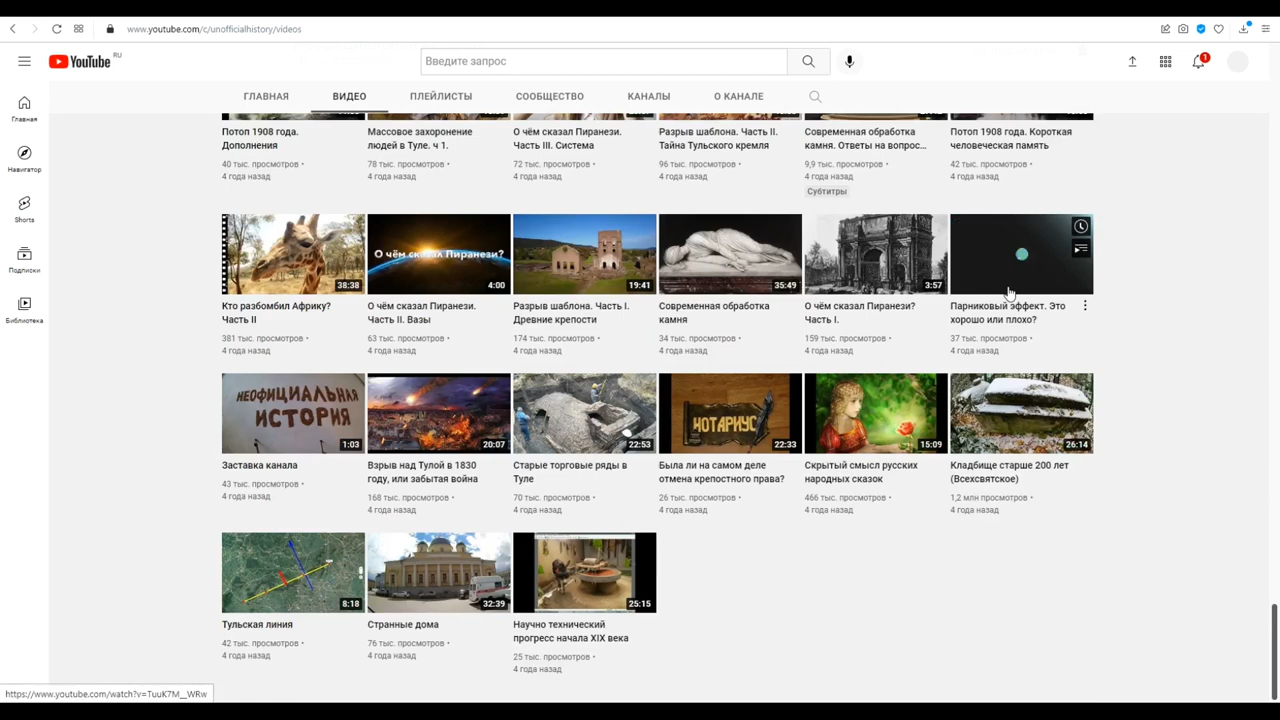 www.youtube.com/c/unofficialhistory/videos
YouTube RU
Введите запрос
1
ГЛАВНАЯ ВИДЕО ПЛЕЙЛИСТЫ СООБЩЕСТВО КАНАЛЫ О КАНАЛЕ
Главная
Навигатор
Shorts
Подписки
Библиотека
Потоп 1908 года.
Дополнения
40 тыс. просмотров •
4 года назад
Массовое захоронение
людей в Туле. ч 1.
78 тыс. просмотров •
4 года назад
О чём сказал Пиранези.
Часть III. Система
72 тыс. просмотров •
4 года назад
Разрыв шаблона. Часть II.
Тайна Тульского кремля
96 тыс. просмотров •
4 года назад
Современная обработка
камня. Ответы на вопрос...
9,9 тыс. просмотров •
4 года назад
Субтитры
Потоп 1908 года. Короткая
человеческая память
42 тыс. просмотров •
4 года назад
38:38
Кто разбомбил Африку?
Часть II
381 тыс. просмотров •
4 года назад
О чём сказал Пиранези?
4:00
О чём сказал Пиранези.
Часть II. Вазы
63 тыс. просмотров •
4 года назад
19:41
Разрыв шаблона. Часть I.
Древние крепости
174 тыс. просмотров •
4 года назад
35:49
Современная обработка
камня
34 тыс. просмотров •
4 года назад
3:57
О чём сказал Пиранези?
Часть I.
159 тыс. просмотров •
4 года назад
Парниковый эффект. Это
хорошо или плохо?
37 тыс. просмотров •
4 года назад
НЕОФИЦИАЛЬНАЯ
ИСТОРИЯ
1:03
Заставка канала
43 тыс. просмотров •
4 года назад
20:07
Взрыв над Тулой в 1830
году, или забытая война
168 тыс. просмотров •
4 года назад
22:53
Старые торговые ряды в
Туле
70 тыс. просмотров •
4 года назад
НОТАРИУС
22:33
Была ли на самом деле
отмена крепостного права?
26 тыс. просмотров •
4 года назад
15:09
Скрытый смысл русских
народных сказок
466 тыс. просмотров •
4 года назад
26:14
Кладбище старше 200 лет
(Всехсвятское)
1,2 млн просмотров •
4 года назад
8:18
Тульская линия
42 тыс. просмотров •
4 года назад
32:39
Странные дома
76 тыс. просмотров •
4 года назад
25:15
Научно технический
прогресс начала XIX века
25 тыс. просмотров •
4 года назад
https://www.youtube.com/watch?v=TuuK7M__WRw